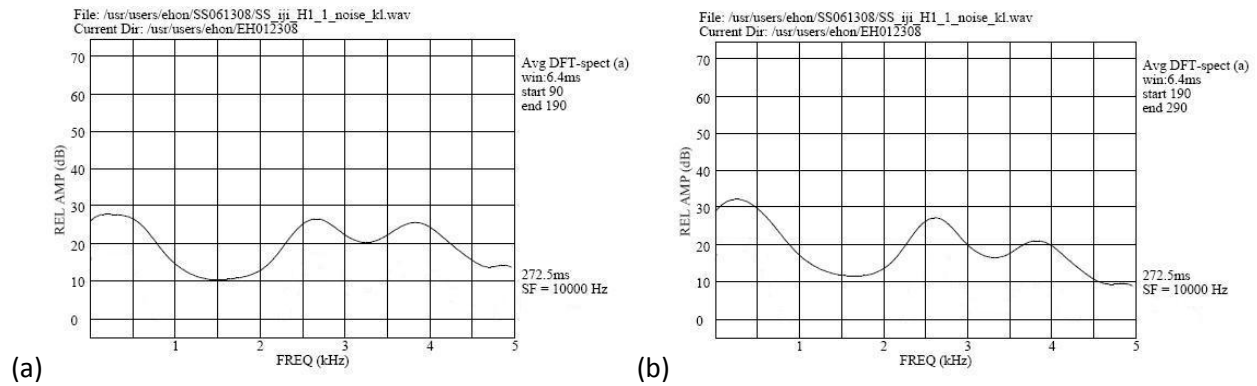 File: /usr/users/ehon/SS061308/SS_iji_H1_1_noise_kl.wav
Current Dir: /usr/users/ehon/EH012308
70
60
50
40
30
20
10
0
REL AMP (dB)
1
2
3
4
5
FREQ (kHz)
Avg DFT-spect (a)
win:6.4ms
start 90
end 190
272.5ms
SF = 10000 Hz
(a)
File: /usr/users/ehon/SS061308/SS_iji_H1_1_noise_kl.wav
Current Dir: /usr/users/ehon/EH012308
70
60
50
40
30
20
10
0
REL AMP (dB)
1
2
3
4
5
FREQ (kHz)
Avg DFT-spect (a)
win:6.4ms
start 190
end 290
272.5ms
SF = 10000 Hz
(b)